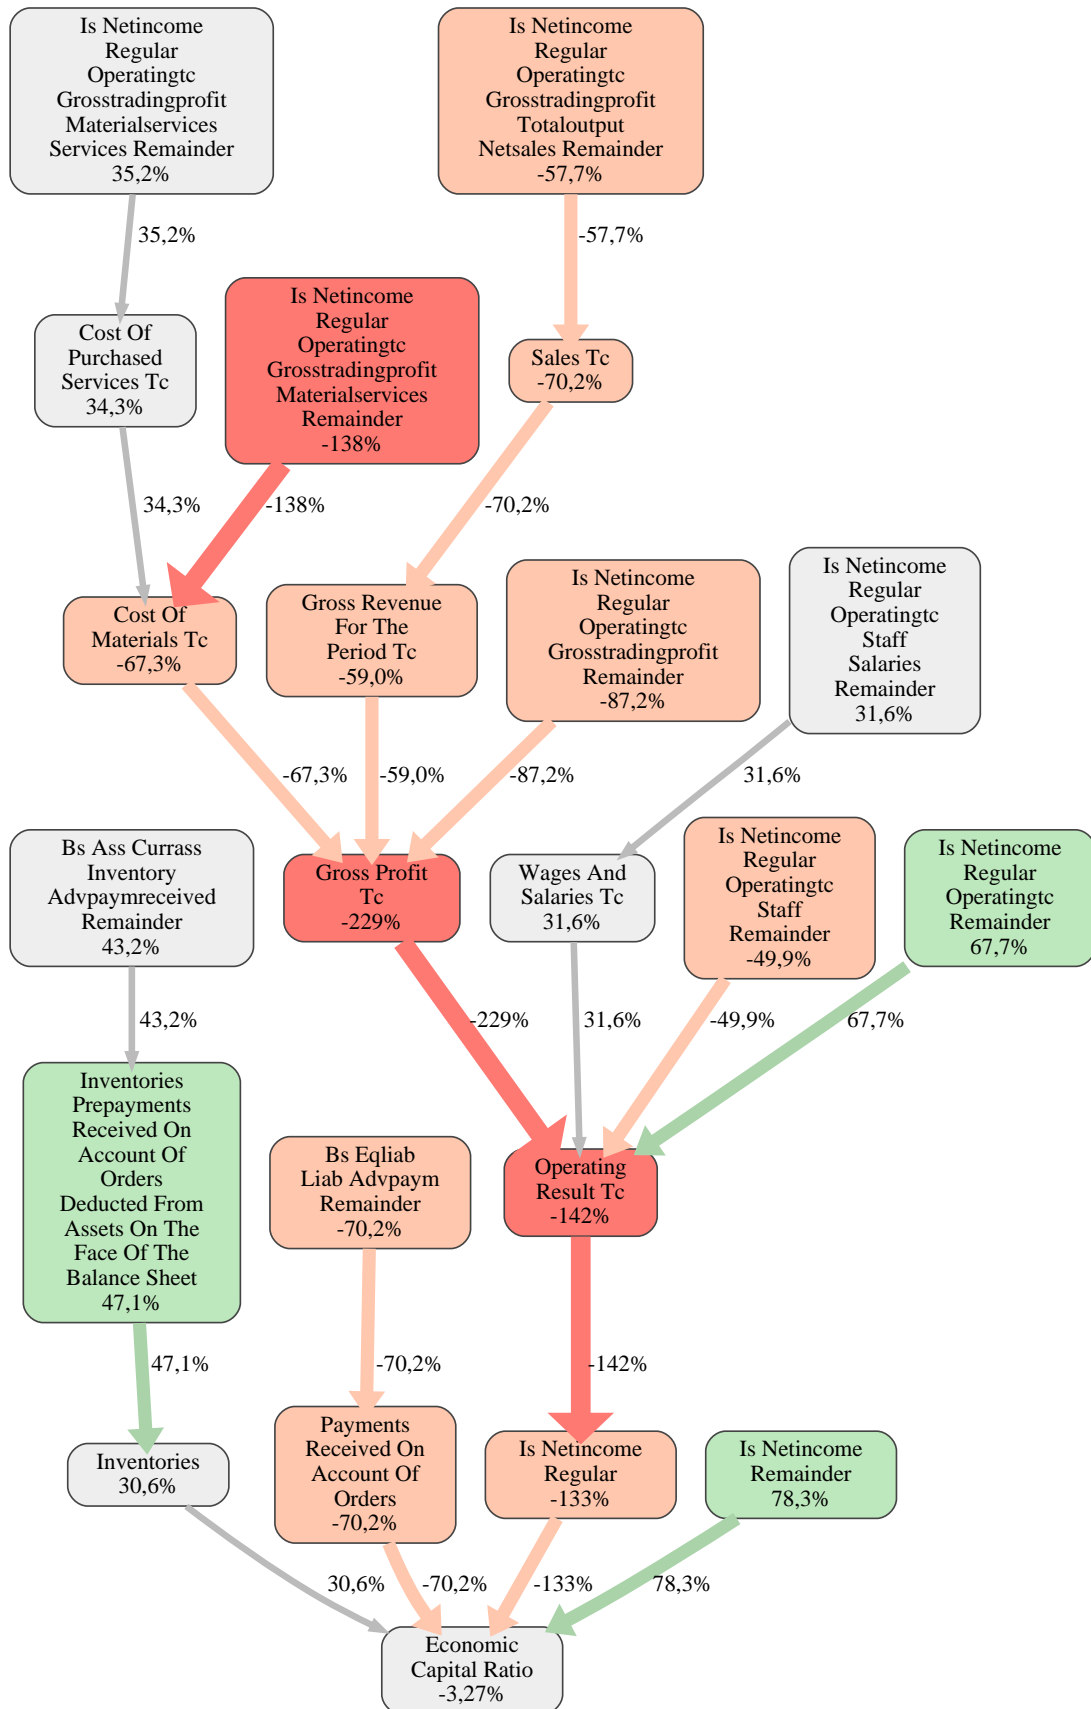 Is Netincome
Regular
Operatingtc
Grosstradingprofit
Materialservices
Services Remainder
35,2%
Is Netincome
Regular
Operatingtc
Grosstradingprofit
Totaloutput
Netsales Remainder
-57,7%
35,2%
-57,7%
Cost Of
Purchased
Services Tc
34,3%
Is Netincome
Regular
Operatingtc
Grosstradingprofit
Materialservices
Remainder
-138%
Sales Tc
-70,2%
34,3%
-138%
-70,2%
Cost Of
Materials Tc
-67,3%
Gross Revenue
For The
Period Tc
-59,0%
Is Netincome
Regular
Operatingtc
Grosstradingprofit
Remainder
-87,2%
Is Netincome
Regular
Operatingtc
Staff
Salaries
Remainder
31,6%
-67,3%
-59,0%
-87,2%
31,6%
Bs Ass Currass
Inventory
Advpaymreceived
Remainder
43,2%
Gross Profit
Tc
-229%
Wages And
Salaries Tc
31,6%
Is Netincome
Regular
Operatingtc
Staff
Remainder
-49,9%
Is Netincome
Regular
Operatingtc
Remainder
67,7%
43,2%
-229%
31,6%
-49,9%
67,7%
Inventories
Prepayments
Received On
Account Of
Orders
Deducted From
Assets On The
Face Of The
Balance Sheet
47,1%
Bs Eqliab
Liab Advpaym
Remainder
-70,2%
Operating
Result Tc
-142%
47,1%
-70,2%
-142%
Inventories
30,6%
Payments
Received On
Account Of
Orders
-70,2%
Is Netincome
Regular
-133%
Is Netincome
Remainder
78,3%
30,6%
-70,2%
-133%
78,3%
Economic
Capital Ratio
-3,27%